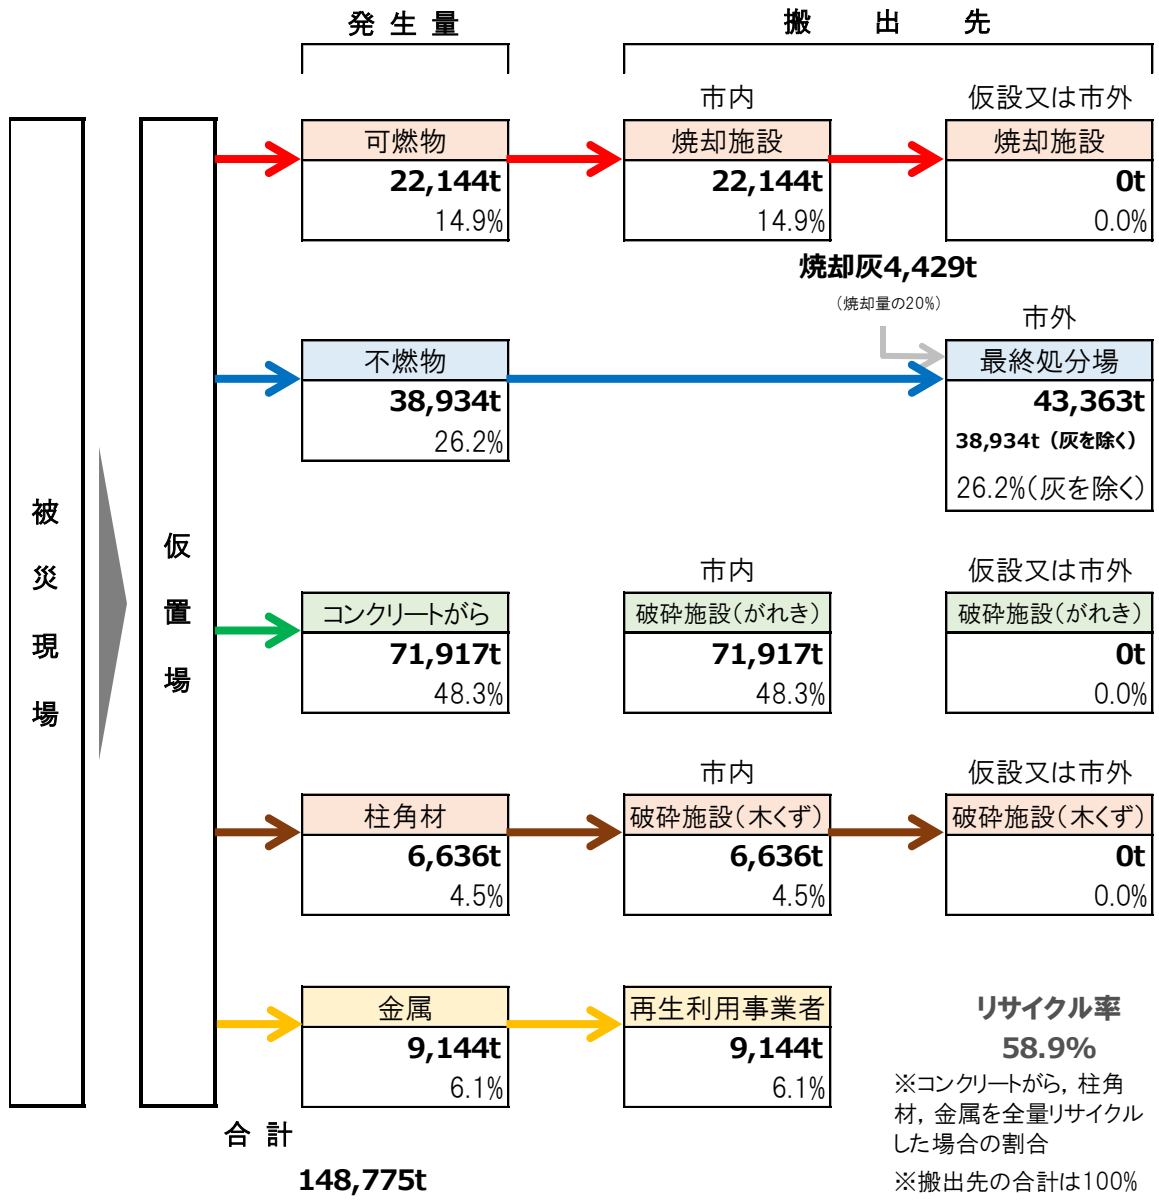 発生量
搬出先
市内
仮設又は市外
可燃物
焼却施設
焼却施設
22,144t
22,144t
0t
14.9%
14.9%
0.0%
焼却灰4,429t
(焼却量の20%)
市外
不燃物
最終処分場
38,934t
43,363t
26.2%
38,934t（灰を除く）
26.2%(灰を除く)
被災現場
仮置場
市内
仮設又は市外
コンクリートがら
破砕施設(がれき)
破砕施設(がれき)
71,917t
71,917t
0t
48.3%
48.3%
0.0%
市内
仮設又は市外
柱角材
破砕施設(木くず)
破砕施設(木くず)
6,636t
6,636t
0t
4.5%
4.5%
0.0%
金属
再生利用事業者
9,144t
9,144t
6.1%
6.1%
リサイクル率
58.9%
※コンクリートがら，柱角
材，金属を全量リサイクル
した場合の割合
※搬出先の合計は100%
合計
148,775t